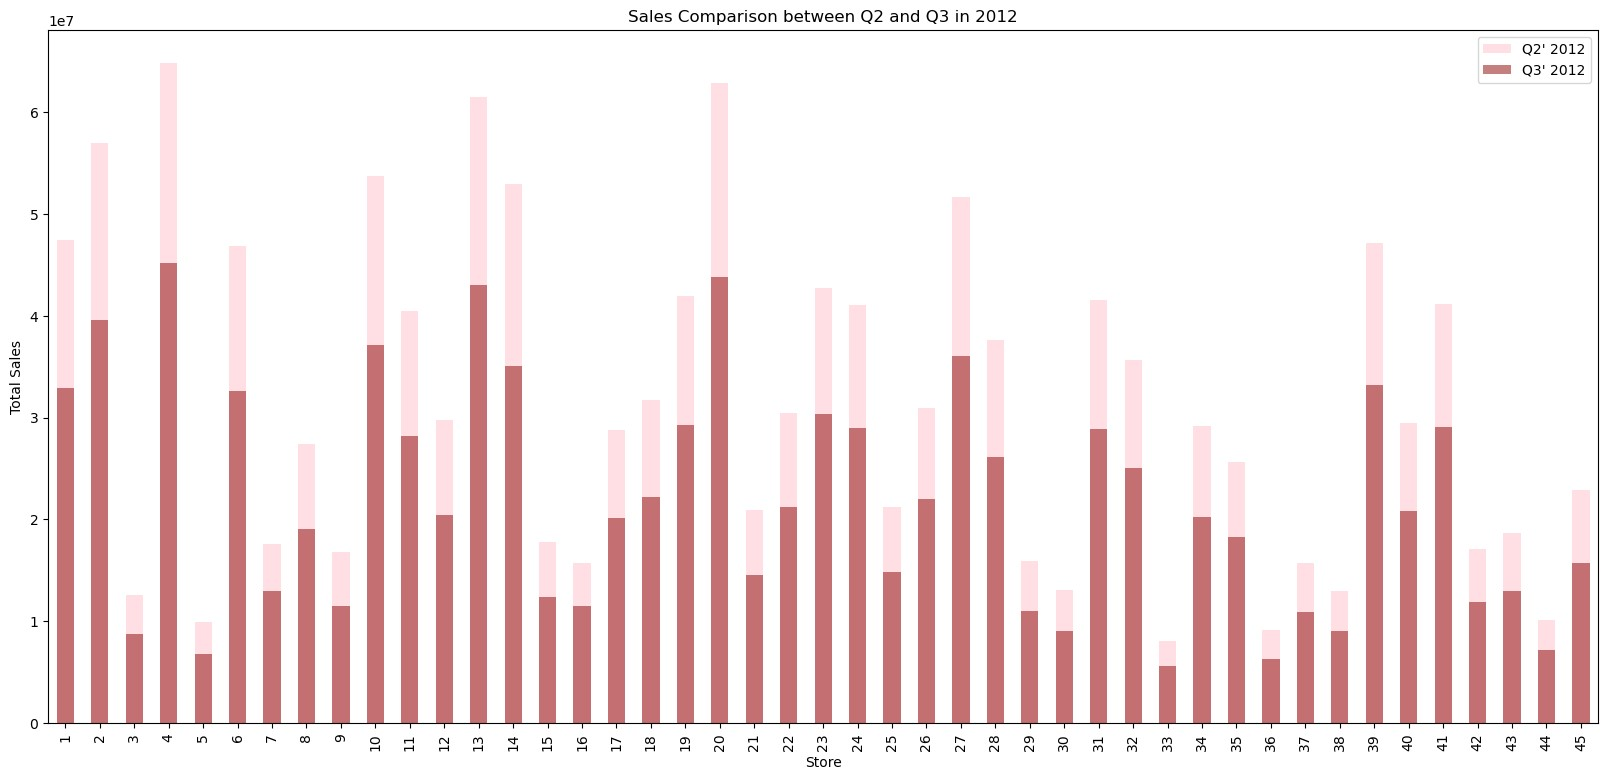 Sales Comparison between Q2 and Q3 in 2012
1e7
Q2' 2012
Q3' 2012
6
5
4
3
2
1
0
Total Sales
1 2 3 4 5 6 7 8 9 10 11 12 13 14 15 16 17 18 19 20 21 22 23 24 25 26 27 28 29 30 31 32 33 34 35 36 37 38 39 40 41 42 43 44 45
Store